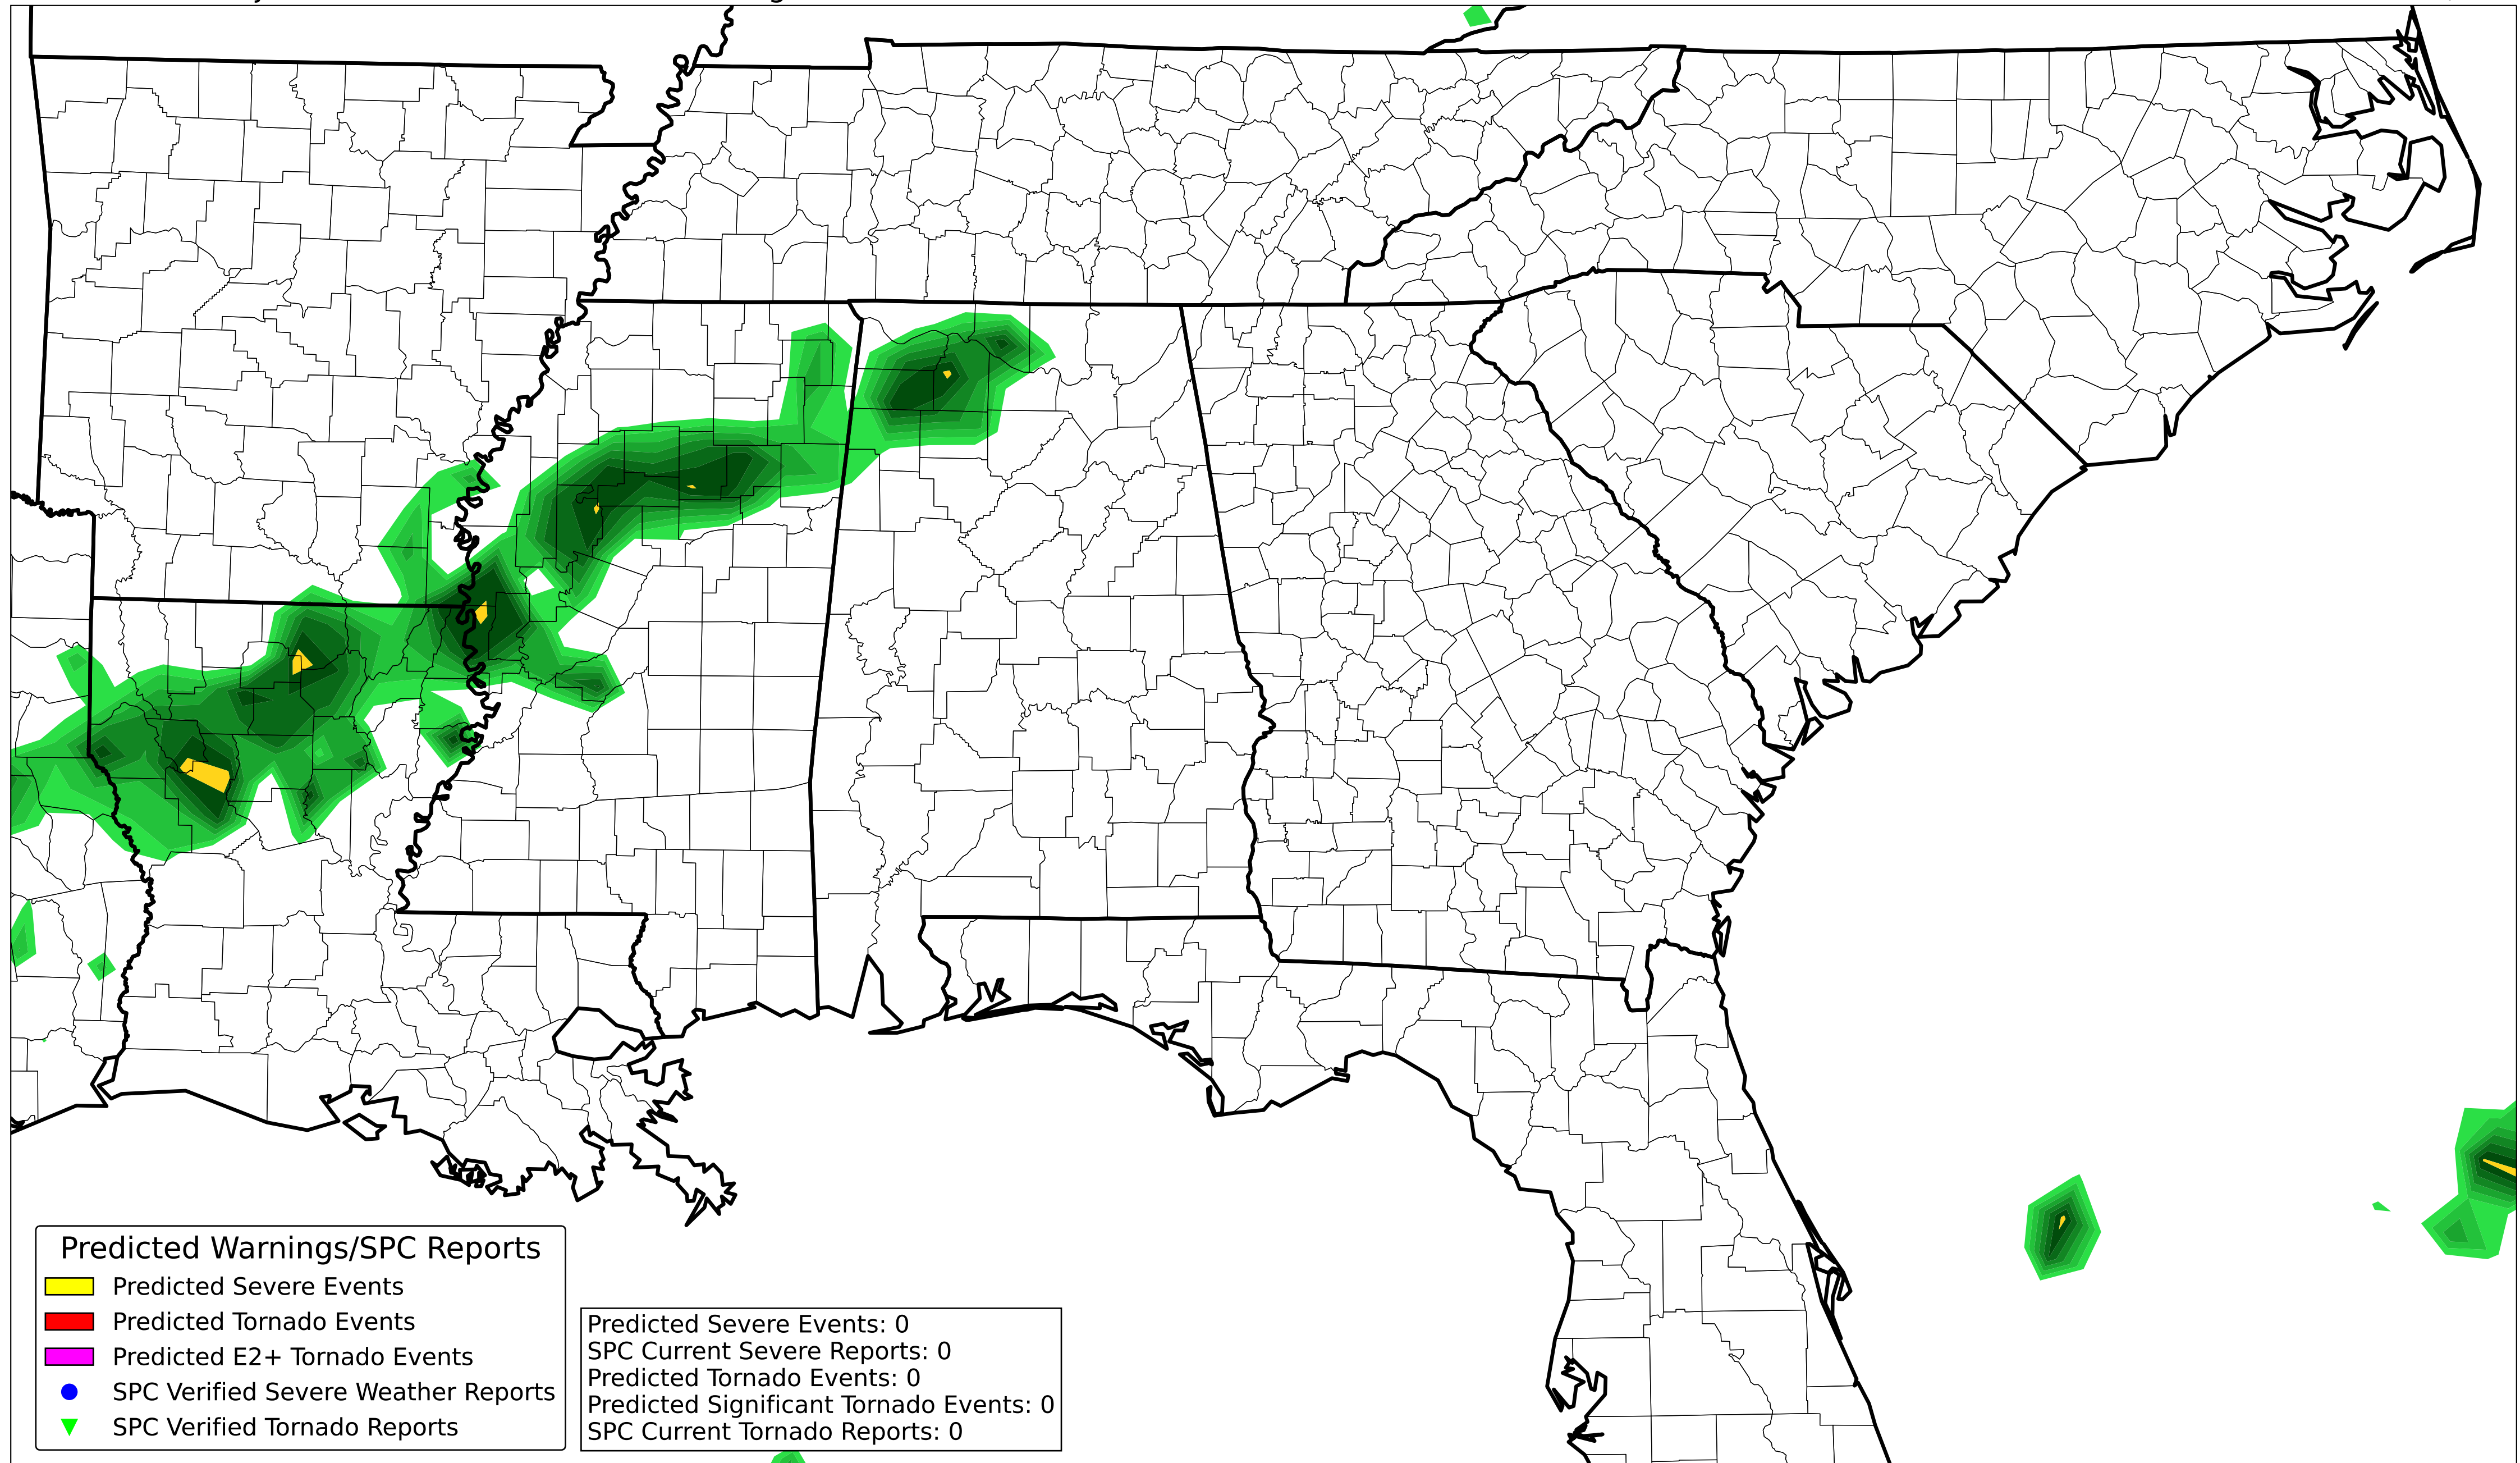 Predicted Warnings/SPC Reports
Predicted Severe Events
Predicted Tornado Events
Predicted E2+ Tornado Events
SPC Verified Severe Weather Reports
SPC Verified Tornado Reports
Predicted Severe Events: 0
SPC Current Severe Reports: 0
Predicted Tornado Events: 0
Predicted Significant Tornado Events: 0
SPC Current Tornado Reports: 0